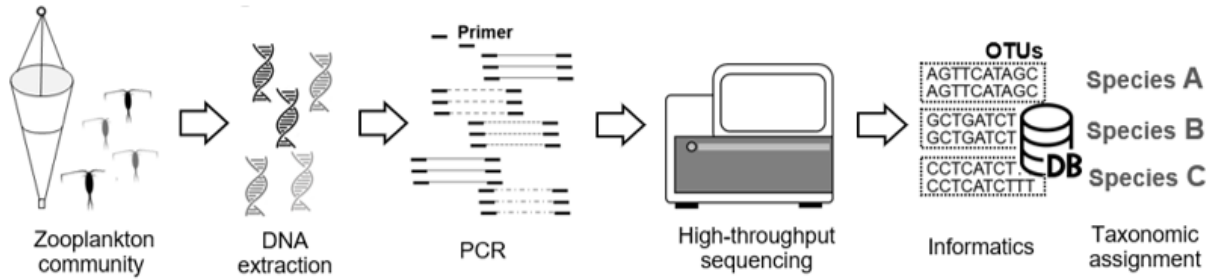 Primer
OTUs
AGTTCATAGC
AGTTCATAGC
Species A
GCTGATCT
GCTGATCT
Species B
DB
CCTCATCT.
CCTCATCTTT
Species C
Zooplankton
community
DNA
extraction
PCR
High-throughput
sequencing
Informatics
Taxonomic
assignment